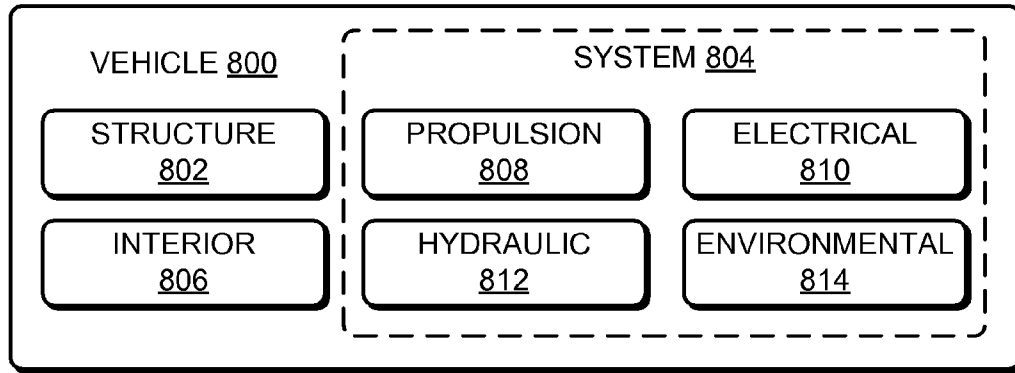 VEHICLE 800
SYSTEM 804
STRUCTURE
802
PROPULSION
808
ELECTRICAL
810
INTERIOR
806
HYDRAULIC
812
ENVIRONMENTAL
814